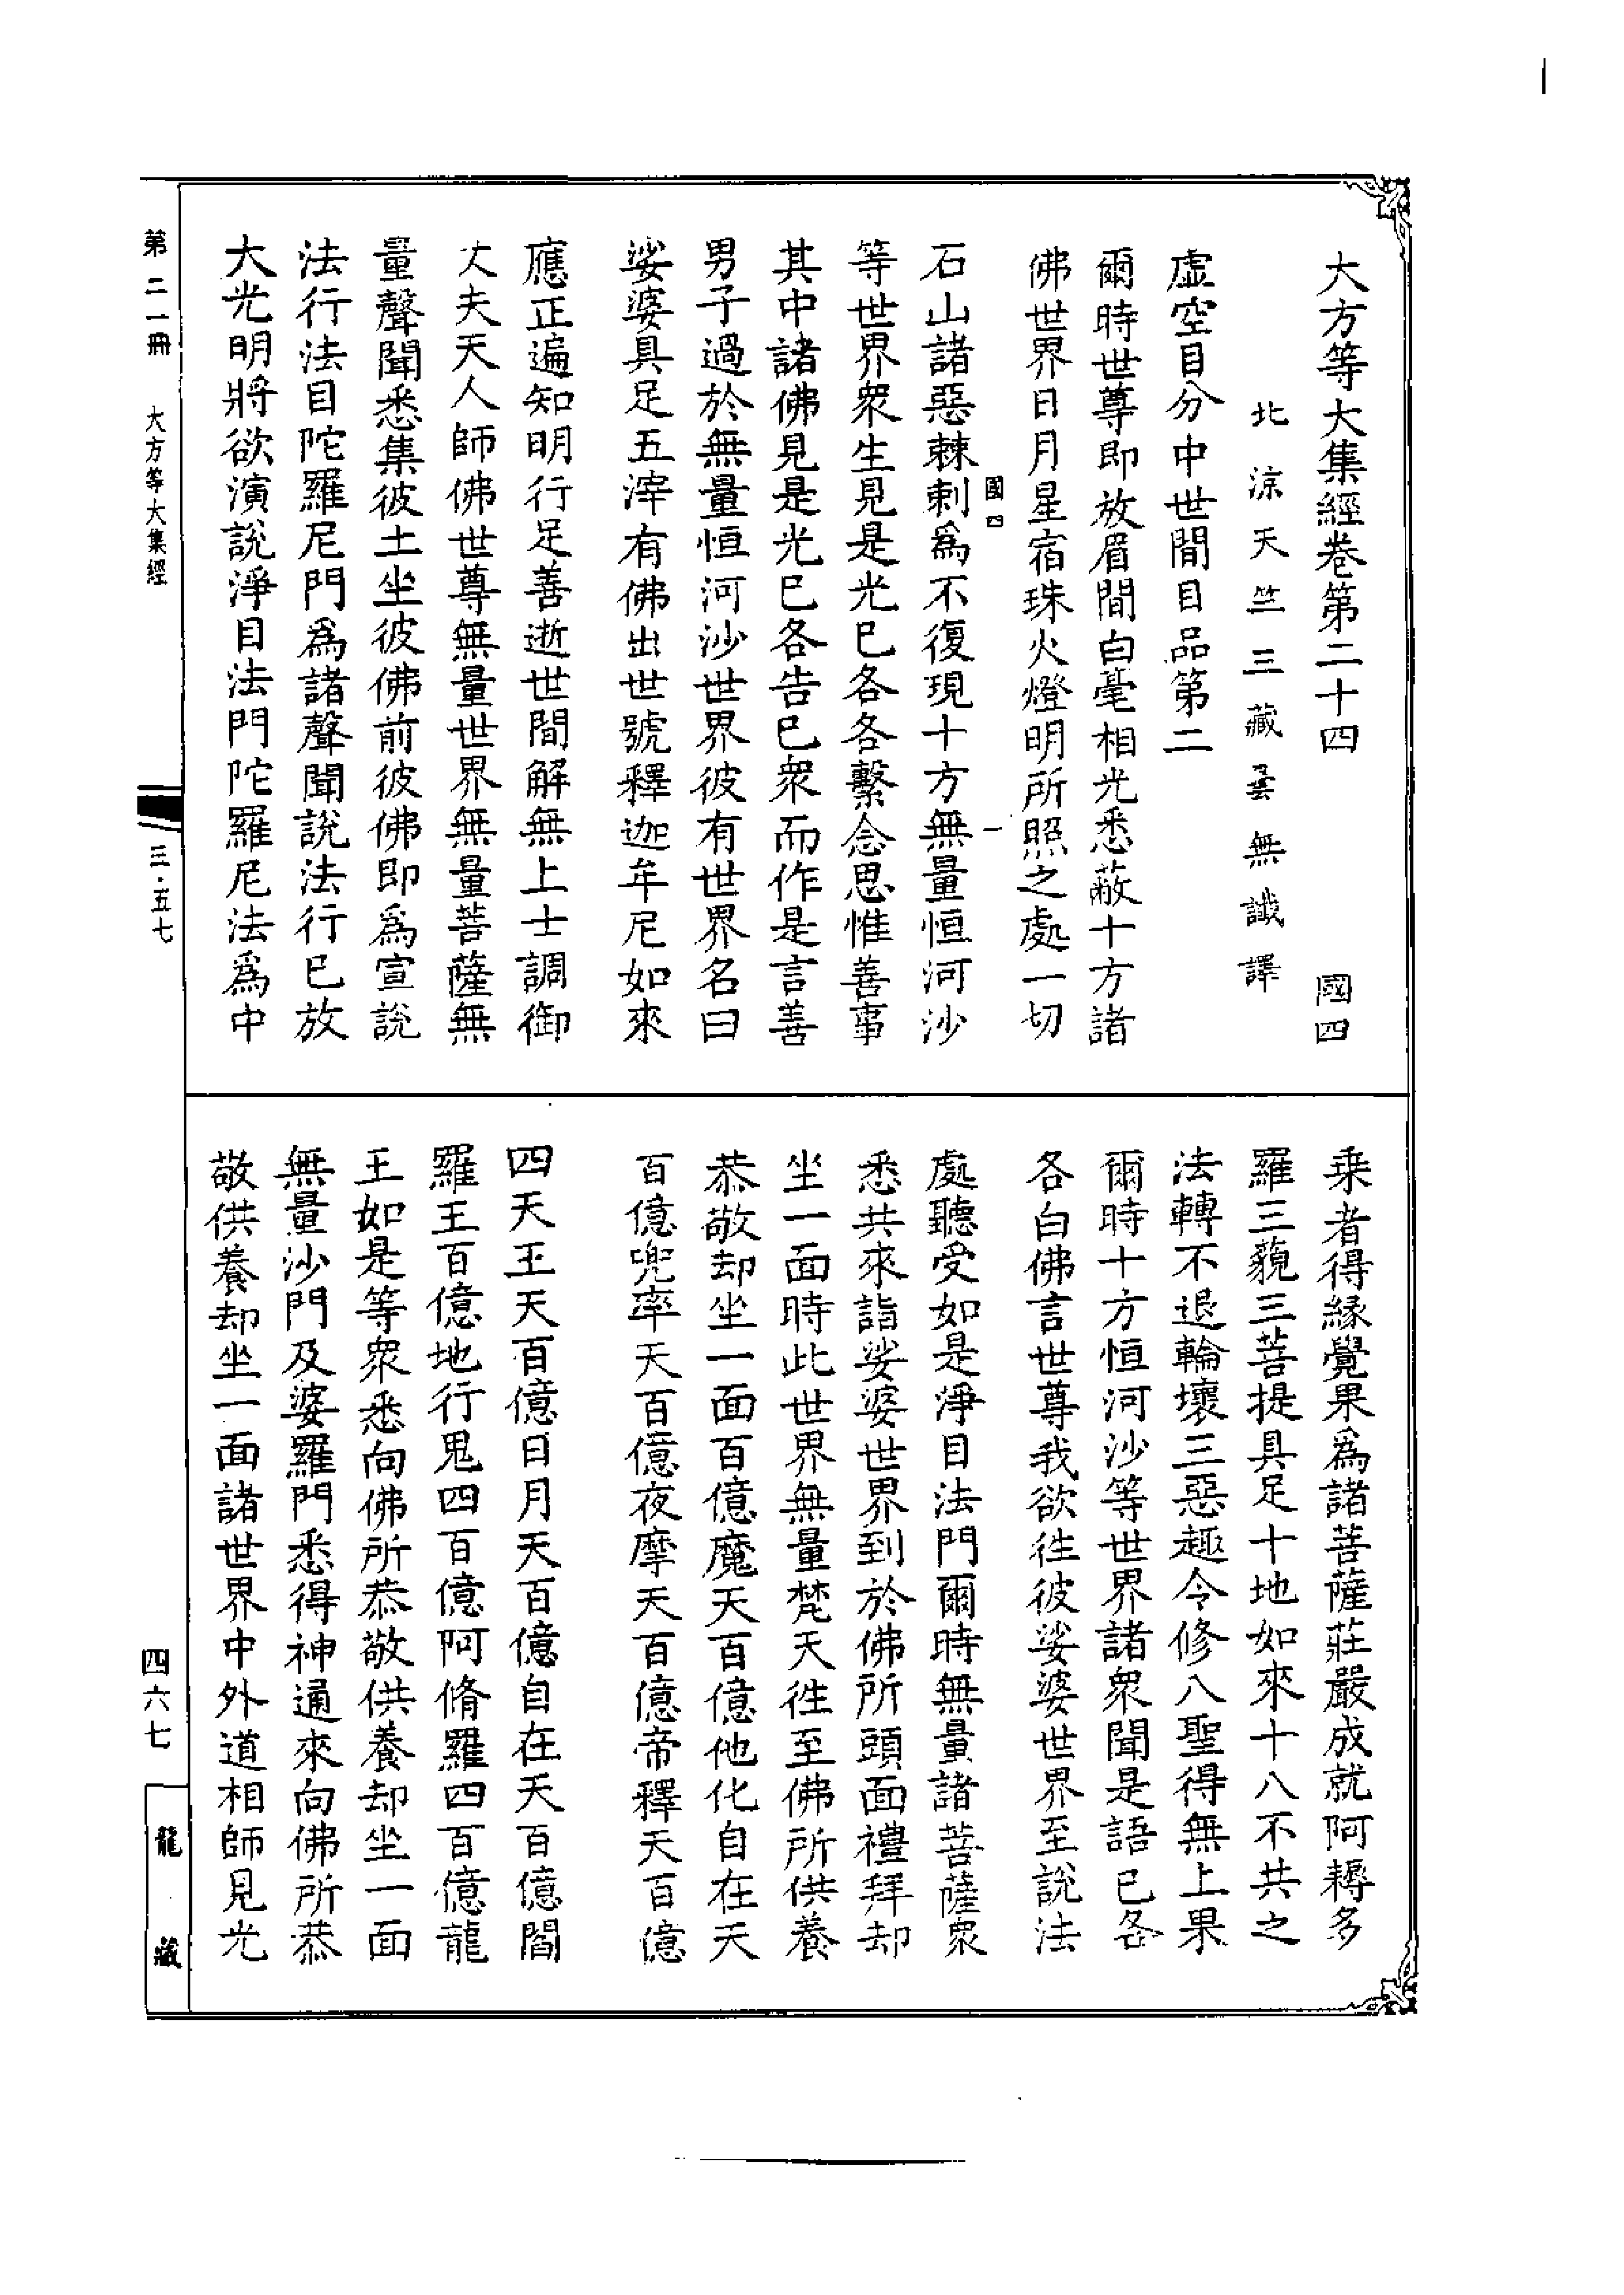 大方等大集經卷第二十四 國四
北涼天竺三藏曇無讖譯
虛空目分中世間目品第二
爾時世尊即放眉間白毫相光悉蔽十方諸
佛世界日月星宿珠火燈明所照之處一切
國四 一
石山諸惡棘刺爲不復現十方無量恒河沙
等世界衆生見是光已各各繫念思惟善事
其中諸佛見是光已各告已衆而作是言善
男子過於無量恒河沙世界彼有世界名曰
娑婆具足五滓有佛出世號釋迦牟尼如來
應正遍知明行足善逝世間解無上士調御
丈夫天人師佛世尊無量世界無量菩薩無
量聲聞悉集彼土坐彼佛前彼佛即爲宣説
法行法目陀羅尼門爲諸聲聞説法行已放
大光明將欲演説淨目法門陀羅尼法爲中
乗者得緣覺果爲諸菩薩莊嚴成就阿耨多
羅三藐三菩提具足十地如來十八不共之
法轉不退輪壞三惡趣令修八聖得無上果
爾時十方恒河沙等世界諸衆聞是語已各
各白佛言世尊我欲往彼娑婆世界至説法
處聽受如是淨目法門爾時無量諸菩薩衆
悉共來詣娑婆世界到於佛所頭面禮拜却
坐一面時此世界無量梵天往至佛所供養
恭敬却坐一面百億魔天百億他化自在天
百億兜率天百億夜摩天百億帝釋天百億
四天王天百億日月天百億自在天百億閻
羅王百億地行鬼四百億阿脩羅四百億龍
王如是等衆悉向佛所恭敬供養却坐一面
無量沙門及婆羅門悉得神通來向佛所恭
敬供養却坐一面諸世界中外道相師見光
第二一冊 大方等大集經 三·五七
四六七 龍藏